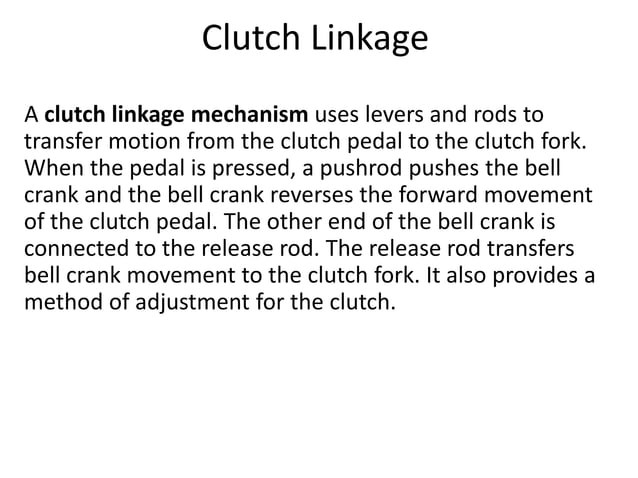 Clutch Linkage
A clutch linkage mechanism uses levers and rods to
transfer motion from the clutch pedal to the clutch fork.
When the pedal is pressed, a pushrod pushes the bell
crank and the bell crank reverses the forward movement
of the clutch pedal. The other end of the bell crank is
connected to the release rod. The release rod transfers
bell crank movement to the clutch fork. It also provides a
method of adjustment for the clutch.